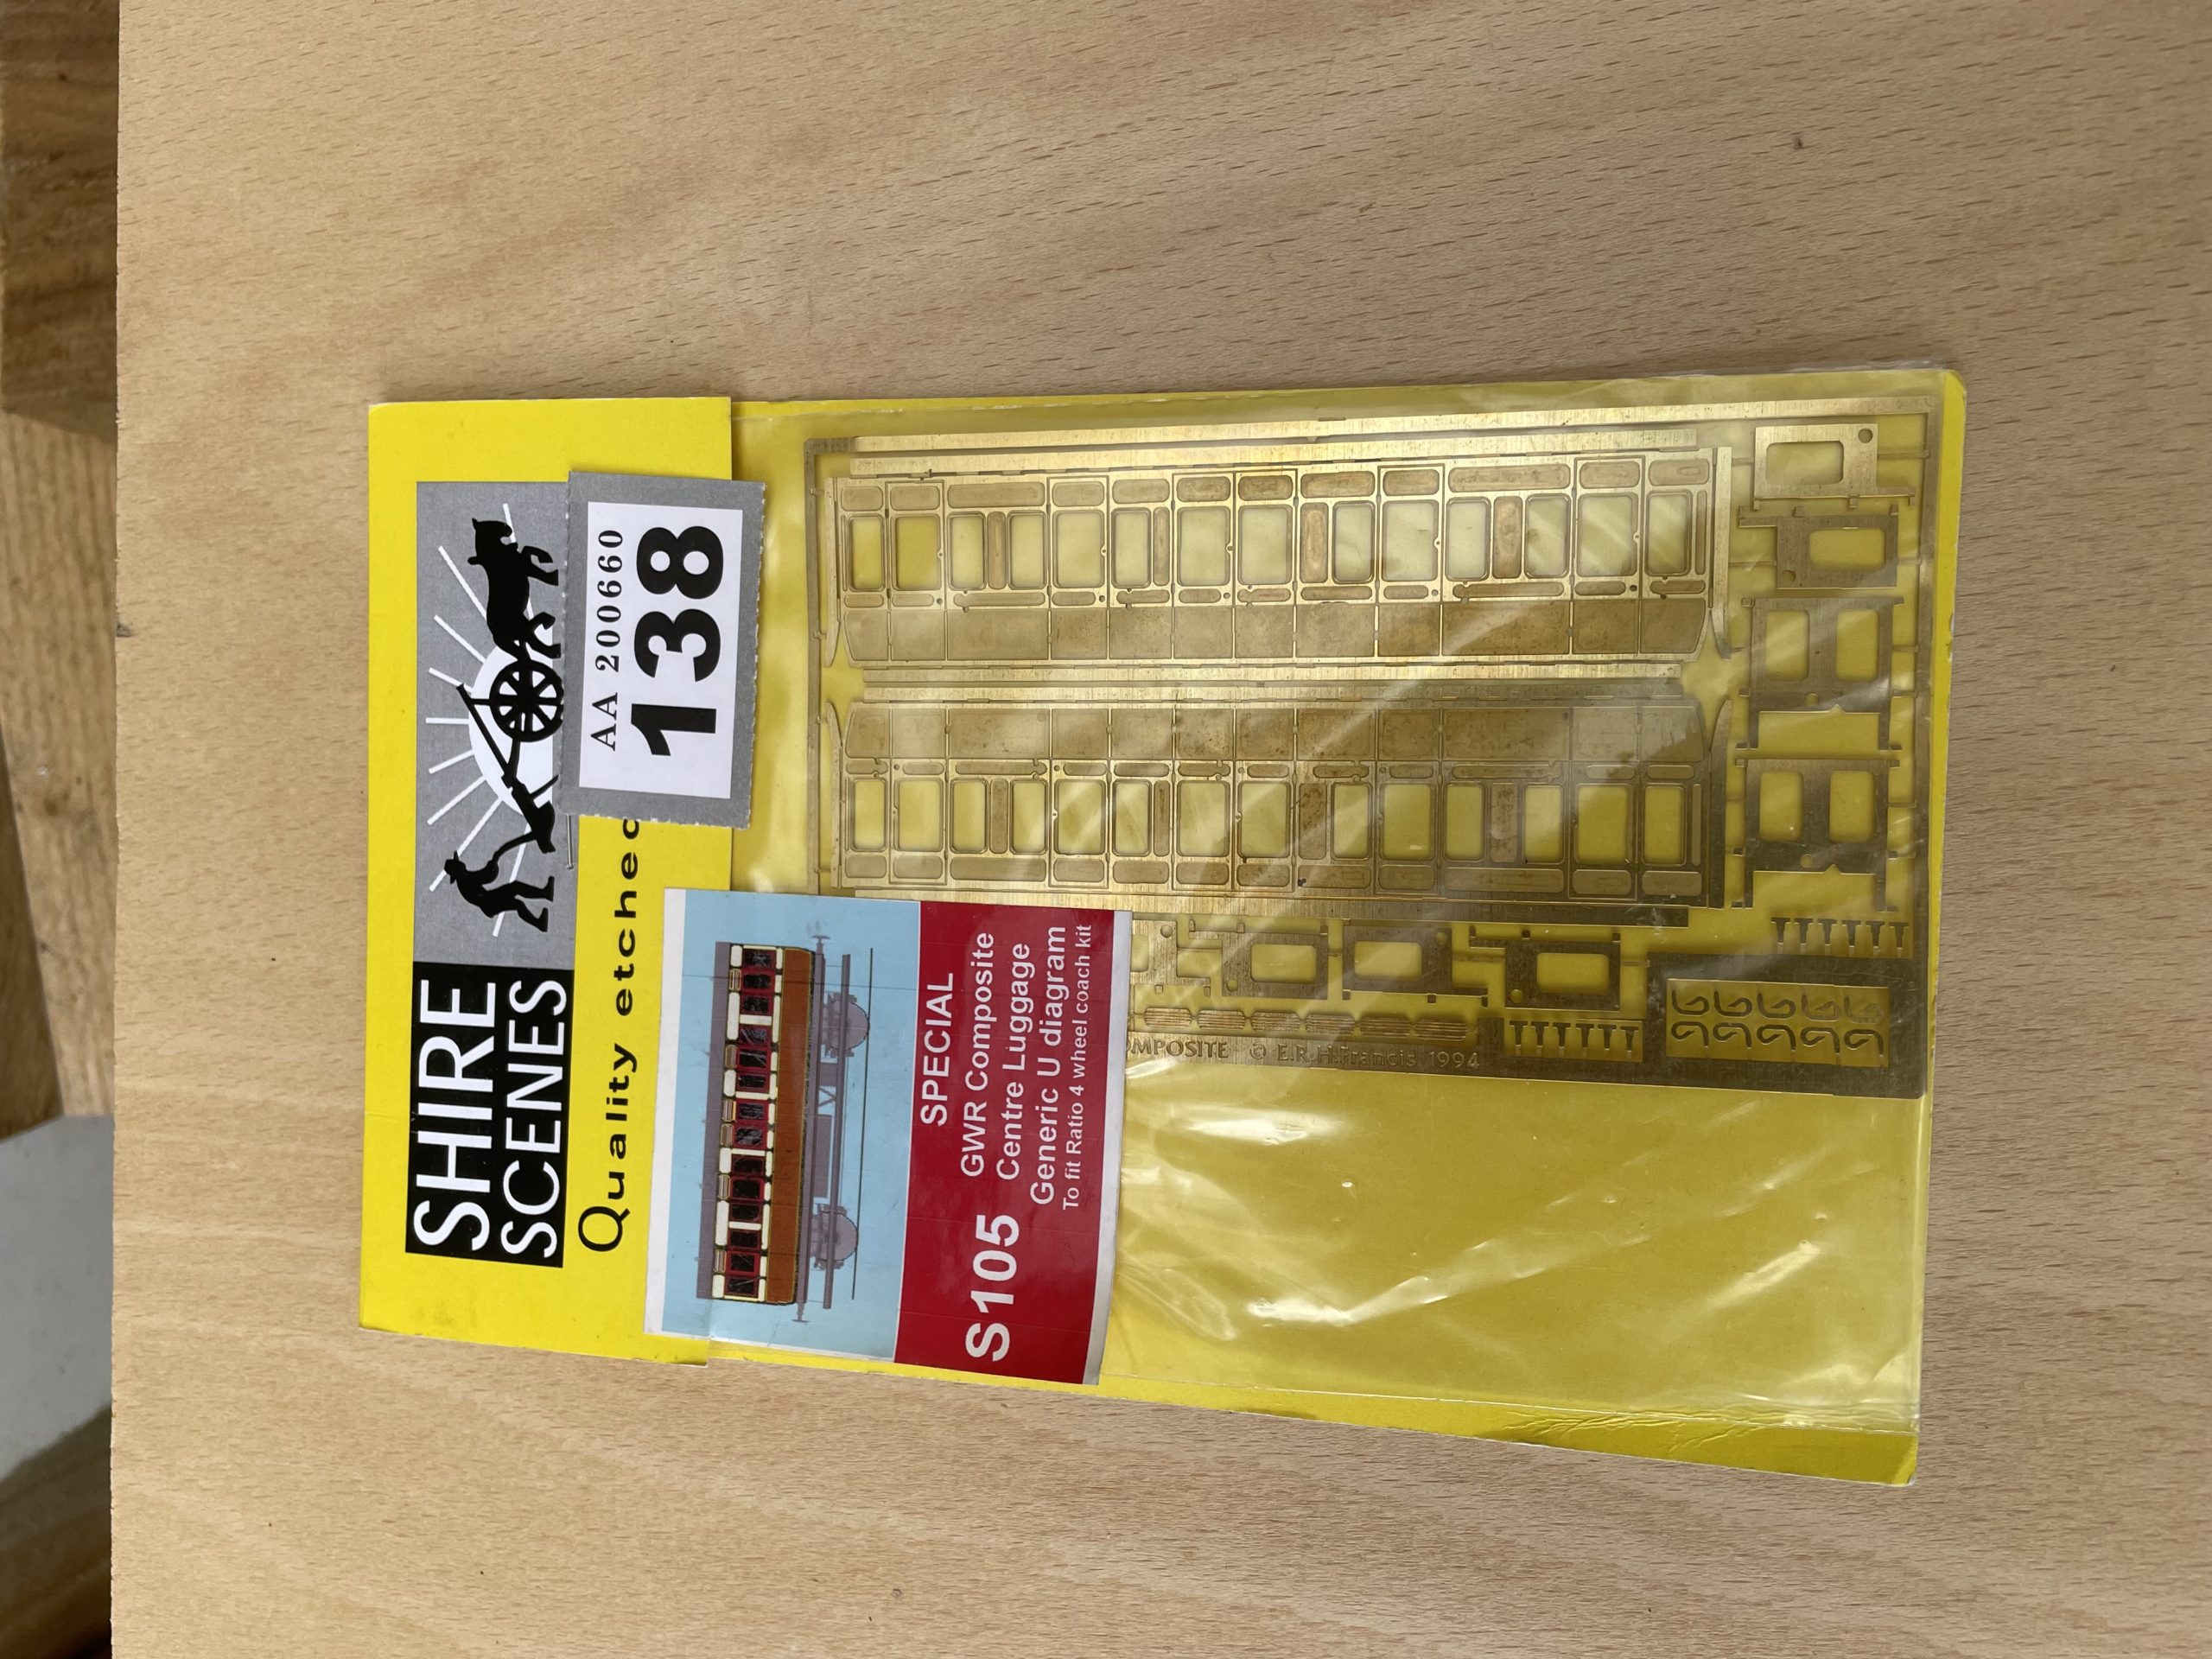 SHIRE
SCENES
Quality etched
AA 200660
138
SPECIAL
S105 GWR Composite
Centre Luggage
Generic U diagram
To fit Ratio 4 wheel coach kit
OMPOSITE © E.R.H.Francis 1994